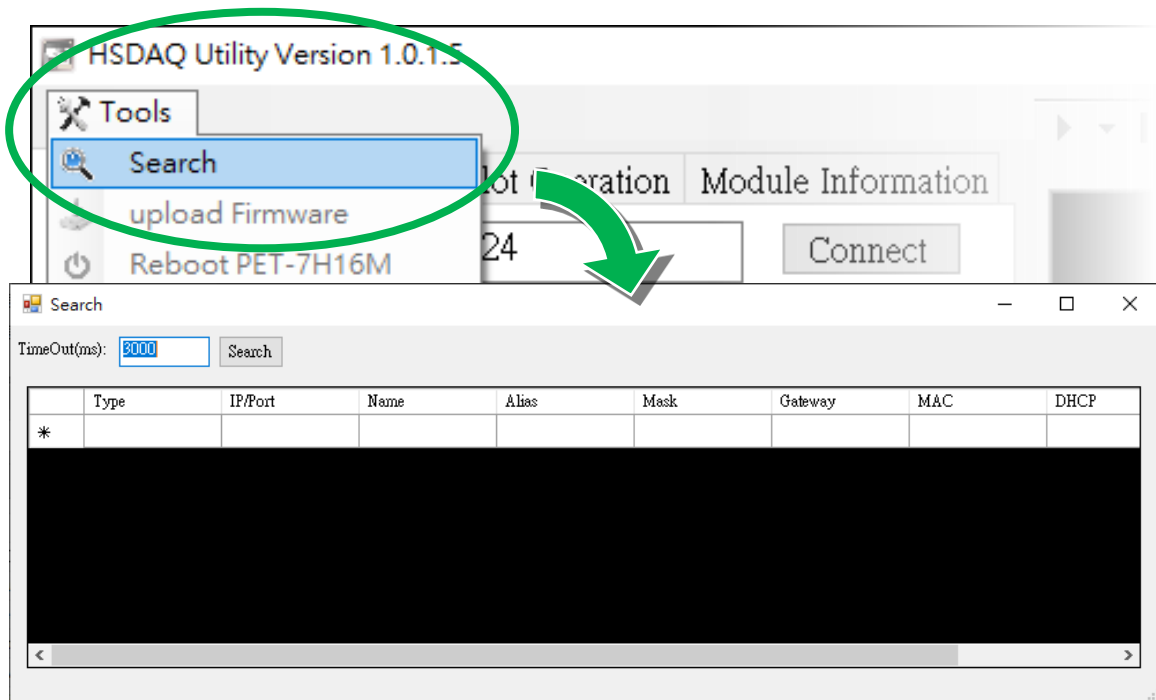 HSDAQ Utility Version 1.0.1.5
Tools
Search
upload Firmware
Reboot PET-7H16M
Module Information
24
Connect
Search
TimeOut(ms): 3000 Search
Type IP/Port Name Alias Mask Gateway MAC DHCP
*